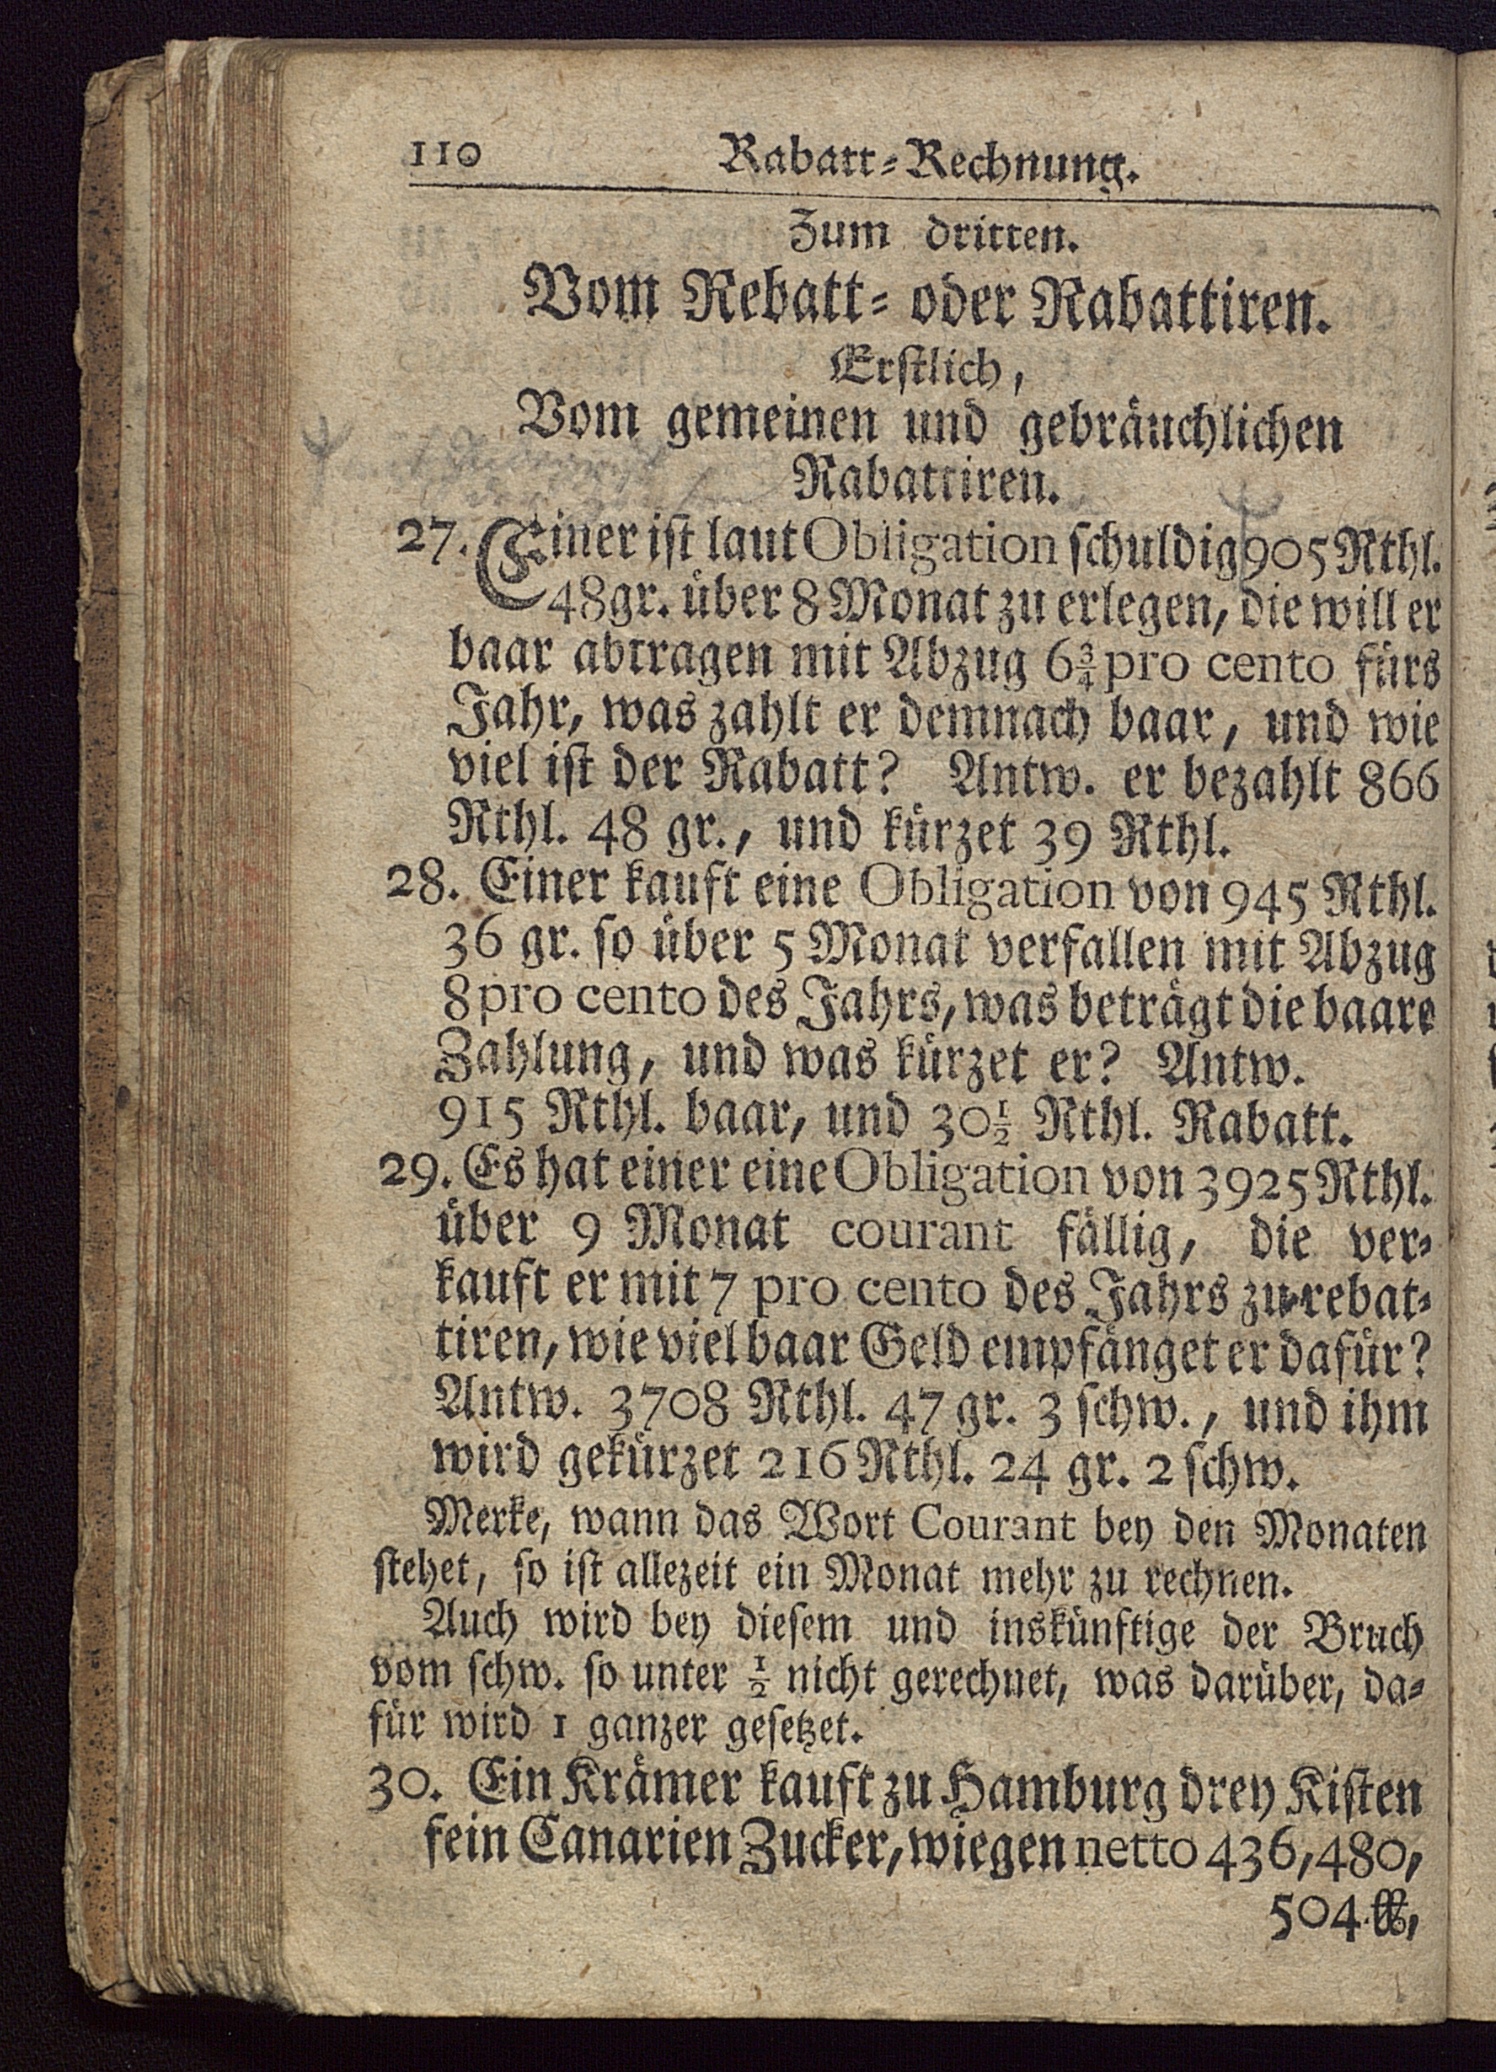 110 Rabatt-Rechnung.
Zum dritten.
Vom Rebatt- oder Rabattiren.
Erstlich,
Vom gemeinen und gebräuchlichen
Rabattiren.
27. Einer ist laut Obligation schuldig 905 Rthl.
48 gr. über 8 Monat zu erlegen, die will er
baar abtragen mit Abzug 6¾ pro cento fürs
Jahr, was zahlt er demnach baar, und wie
viel ist der Rabatt? Antw. er bezahlt 866
Rthl. 48 gr., und kürzet 39 Rthl.
28. Einer kauft eine Obligation von 945 Rthl.
36 gr. so über 5 Monat verfallen mit Abzug
8 pro cento des Jahrs, was beträgt die baare
Zahlung, und was kürzet er? Antw.
915 Rthl. baar, und 30½ Rthl. Rabatt.
29. Es hat einer eine Obligation von 3925 Rthl.
über 9 Monat courant fällig, die ver-
kauft er mit 7 pro cento des Jahrs zu rebat-
tiren, wie viel baar Geld empfänget er dafür?
Antw. 3708 Rthl. 47 gr. 3 schw., und ihm
wird gekürzet 216 Rthl. 24 gr. 2 schw.
Merke, wann das Wort Courant bey den Monaten
stehet, so ist allezeit ein Monat mehr zu rechnen.
Auch wird bey diesem und inskünftige der Bruch
vom schw. so unter ½ nicht gerechnet, was darüber, da-
für wird 1 ganzer gesetzet.
30. Ein Krämer kauft zu Hamburg drey Kisten
fein Canarien Zucker, wiegen netto 436, 480,
504 ℔,